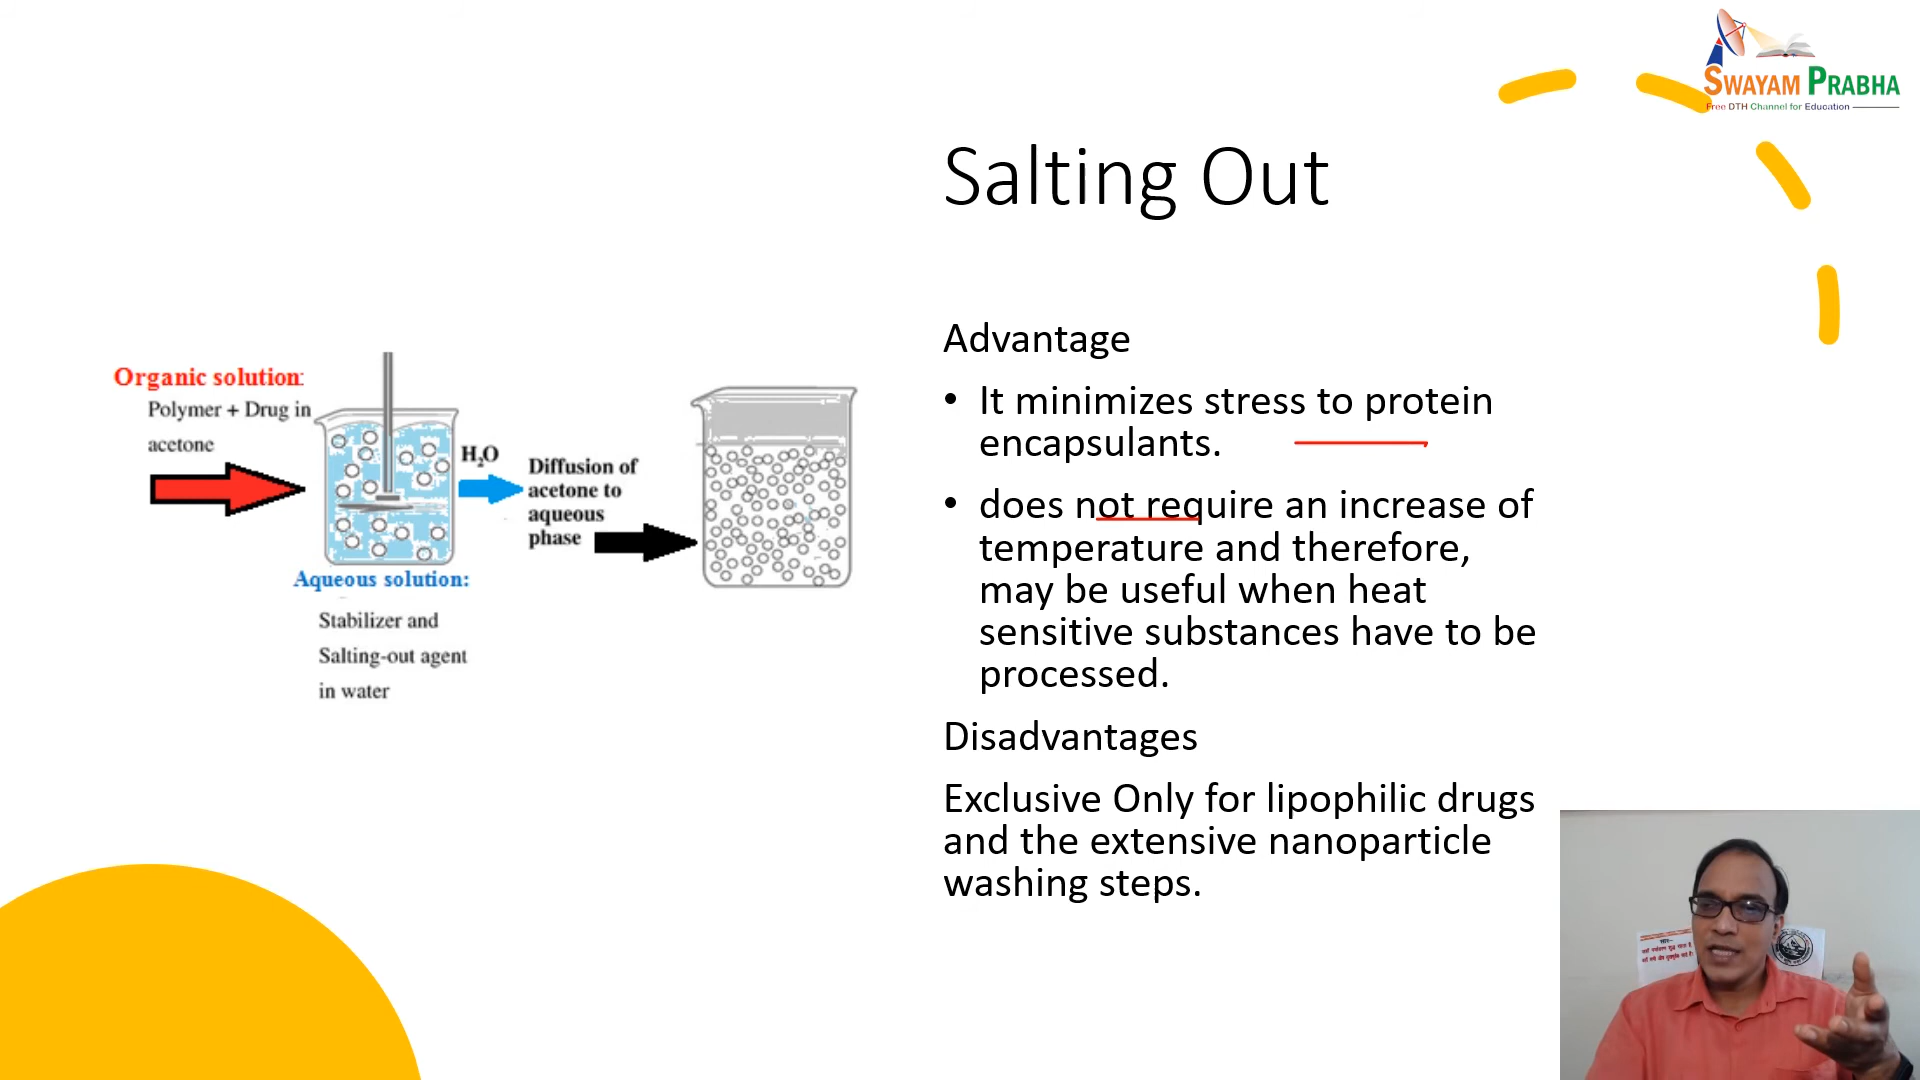 SWAYAM PRABHA
Free DTH Channel for Education
Salting Out
Organic solution:
Polymer + Drug in
acetone
H₂O
Diffusion of
acetone to
aqueous
phase
Aqueous solution:
Stabilizer and
Salting-out agent
in water
Advantage
• It minimizes stress to protein
encapsulants.
• does not require an increase of
temperature and therefore,
may be useful when heat
sensitive substances have to be
processed.
Disadvantages
Exclusive Only for lipophilic drugs
and the extensive nanoparticle
washing steps.